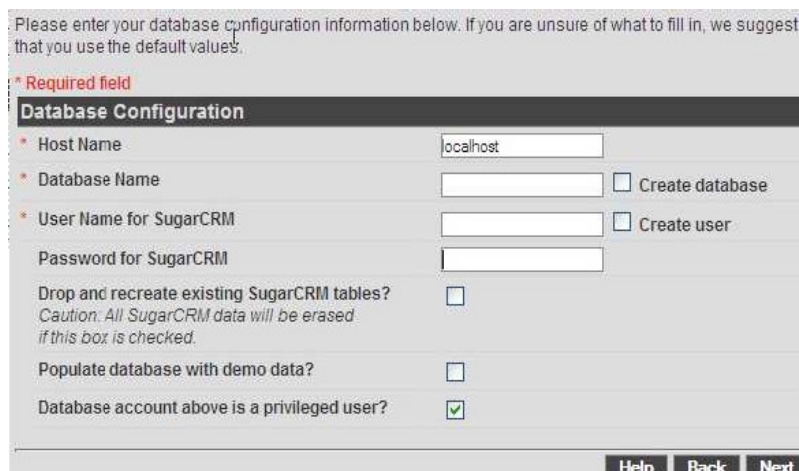 Please enter your database configuration information below. If you are unsure of what to fill in, we suggest
that you use the default values.
* Required field
Database Configuration
* Host Name localhost
* Database Name Create database
* User Name for SugarCRM Create user
Password for SugarCRM
Drop and recreate existing SugarCRM tables?
Caution: All SugarCRM data will be erased
if this box is checked.
Populate database with demo data?
Database account above is a privileged user?
Help Back Next